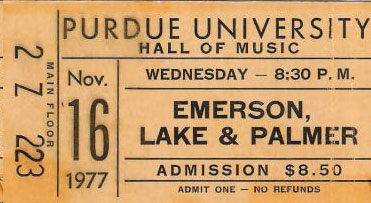 PURDUE UNIVERSITY
HALL OF MUSIC
MAIN FLOOR
2 Z 223
Nov.
16
1977
WEDNESDAY – 8:30 P. M.
EMERSON,
LAKE & PALMER
ADMISSION $8.50
ADMIT ONE – NO REFUNDS